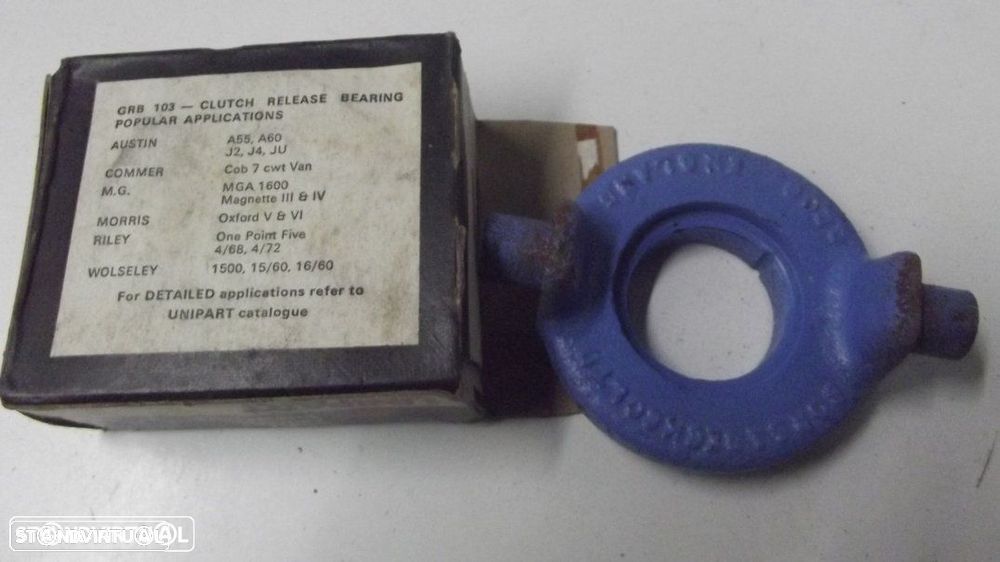 GRB 103 — CLUTCH RELEASE BEARING
POPULAR APPLICATIONS
AUSTIN A55, A60
J2, J4, JU
COMMER Cob 7 cwt Van
M.G. MGA 1600
Magnette III & IV
MORRIS Oxford V & VI
RILEY One Point Five
4/68, 4/72
WOLSELEY 1500, 15/60, 16/60
For DETAILED applications refer to
UNIPART catalogue
STANDVIRTUAL